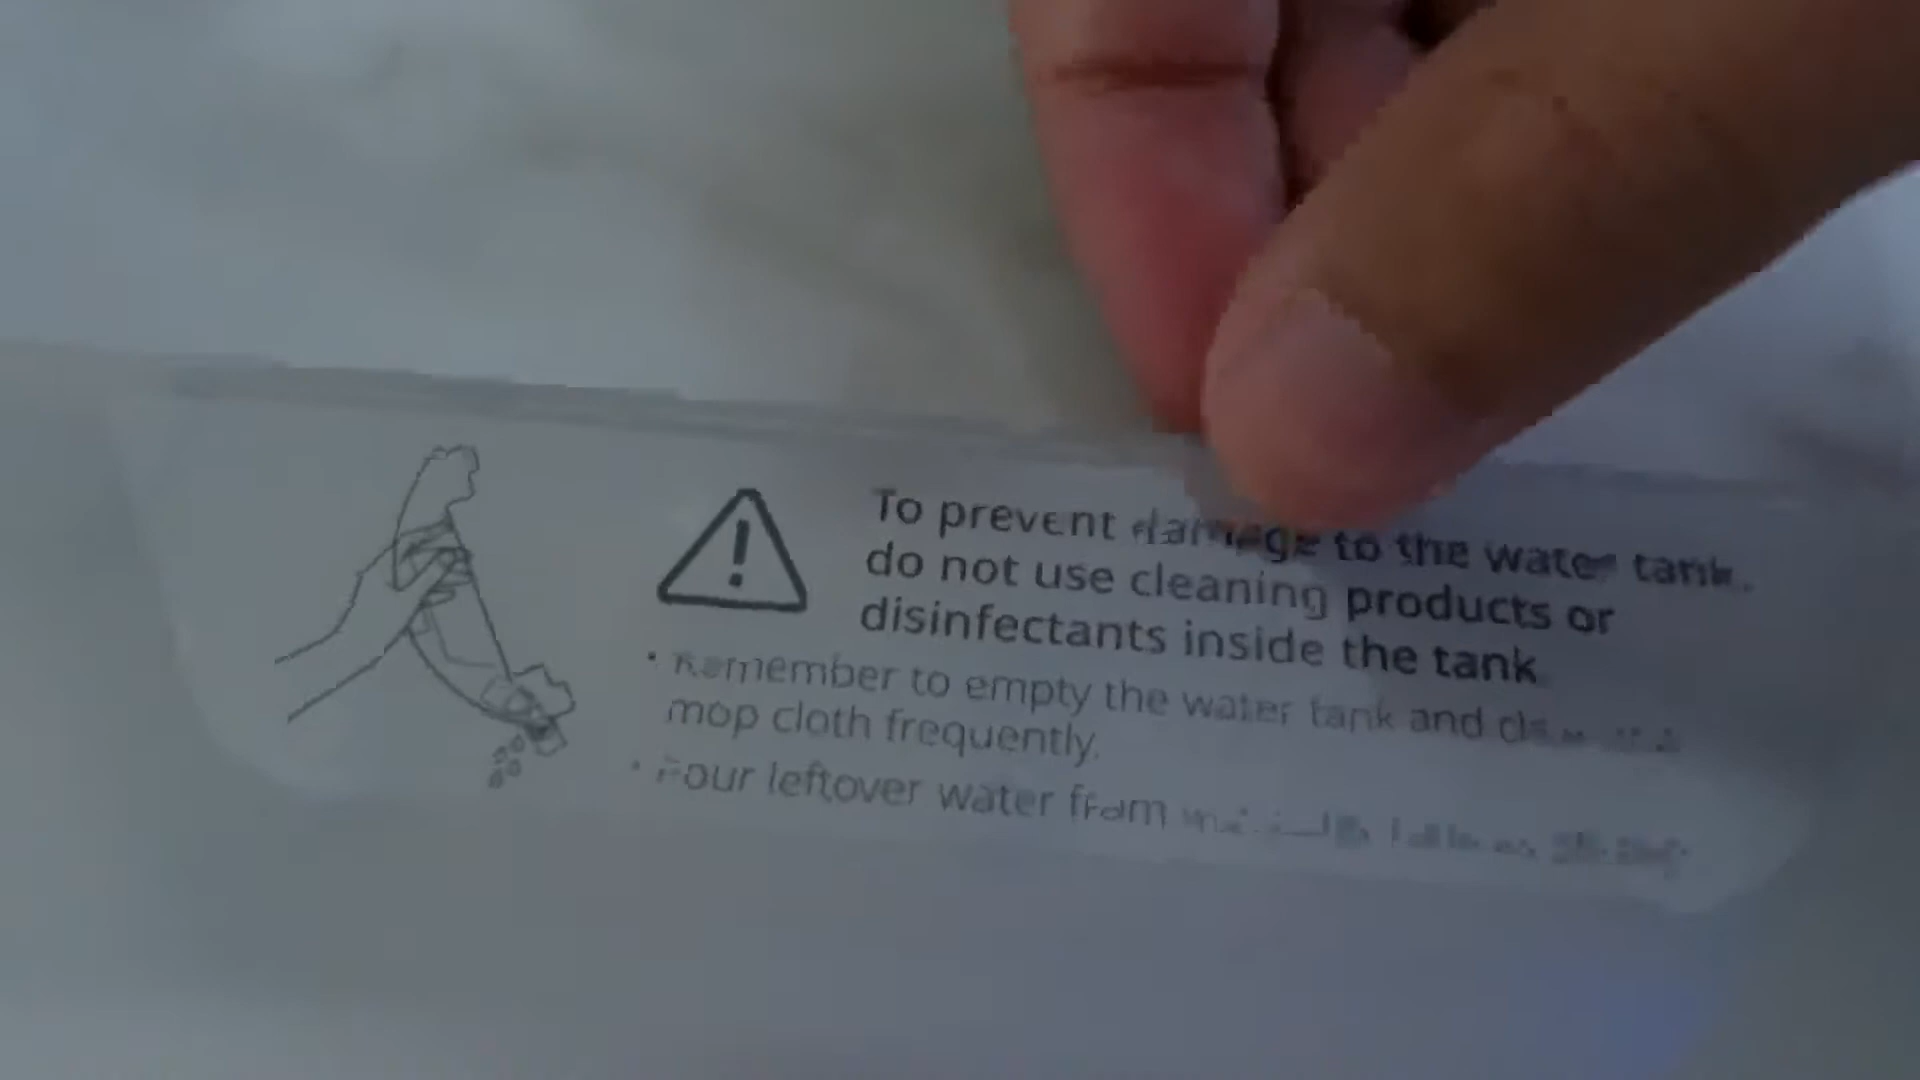 To prevent damage to the water tank,
do not use cleaning products or
disinfectants inside the tank.
• Remember to empty the water tank and
mop cloth frequently.
• Pour leftover water from